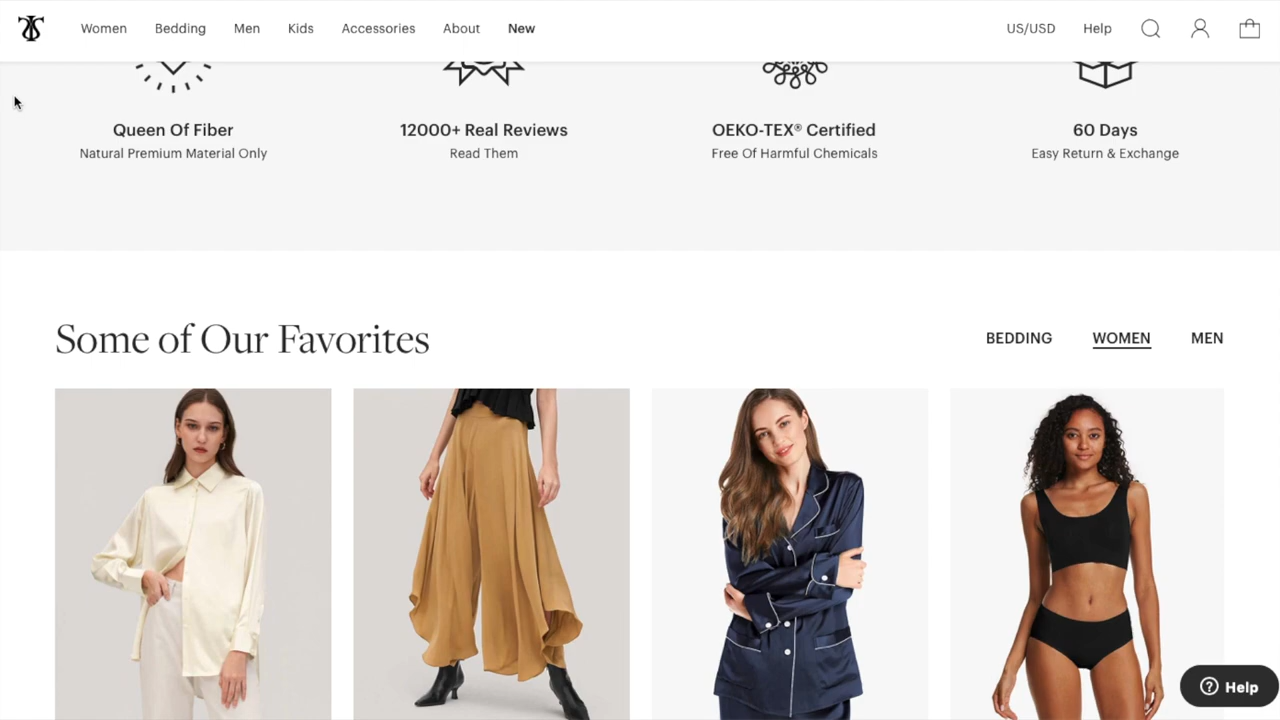 Women Bedding Men Kids Accessories About New US/USD Help
Queen Of Fiber
Natural Premium Material Only
12000+ Real Reviews
Read Them
OEKO-TEX® Certified
Free Of Harmful Chemicals
60 Days
Easy Return & Exchange
Some of Our Favorites
BEDDING WOMEN MEN
Help